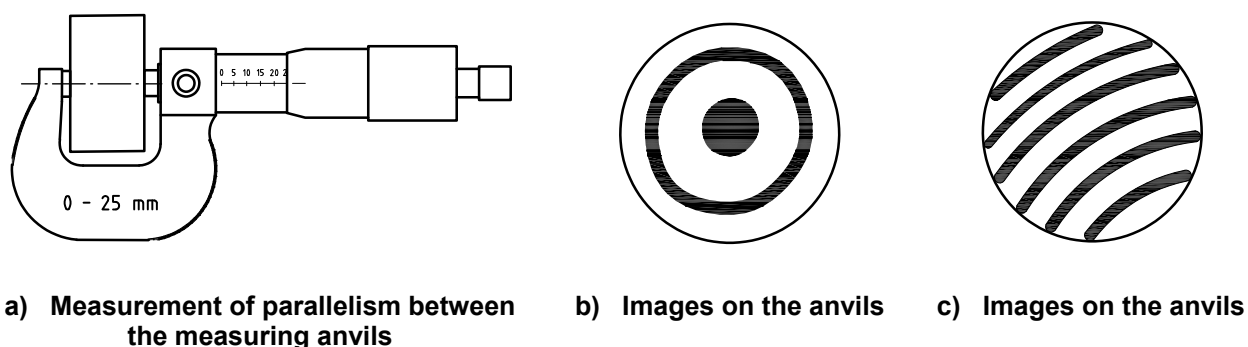 0 5 10 15 20 2
0 - 25 mm
a) Measurement of parallelism between
the measuring anvils
b) Images on the anvils
c) Images on the anvils